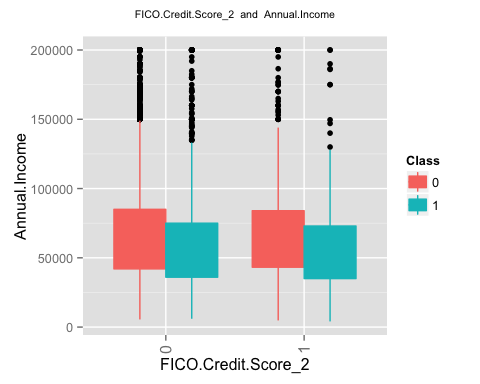 FICO.Credit.Score_2 and Annual.Income
Annual.Income
200000
150000
100000
50000
0
0
1
FICO.Credit.Score_2
Class
0
1